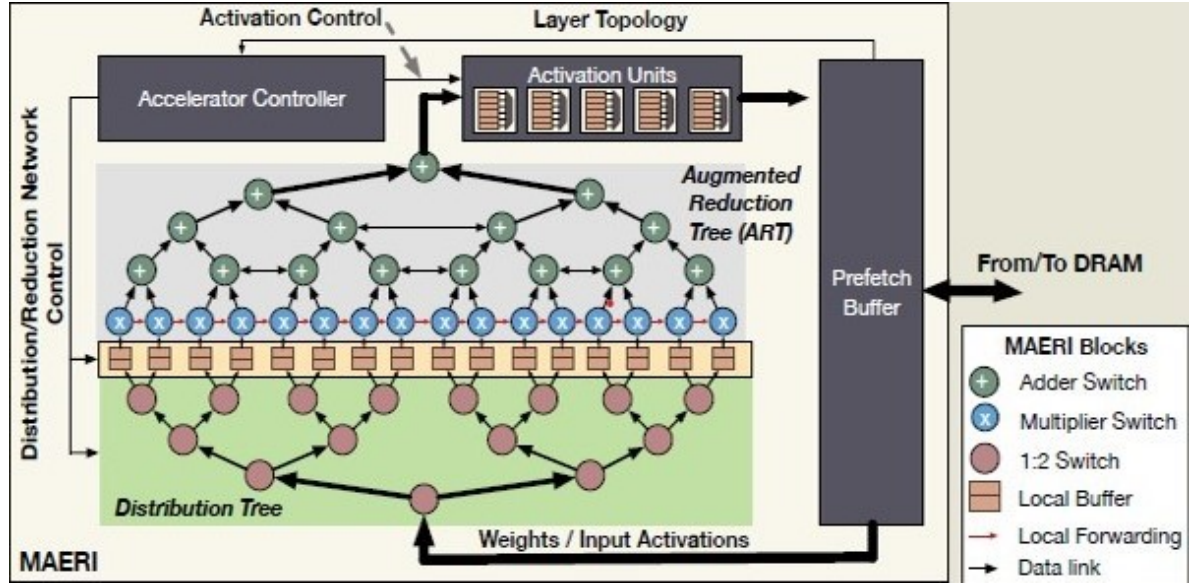 Activation Control
Layer Topology
Accelerator Controller
Activation Units
Distribution/Reduction Network
Control
+
+ +
Augmented
Reduction
Tree (ART)
+ + + +
+ + + + + + + +
X X X X X X X X X X X X X X X X
Prefetch
Buffer
From/To DRAM
Distribution Tree
Weights / Input Activations
MAERI
MAERI Blocks
+ Adder Switch
X Multiplier Switch
1:2 Switch
Local Buffer
Local Forwarding
Data link